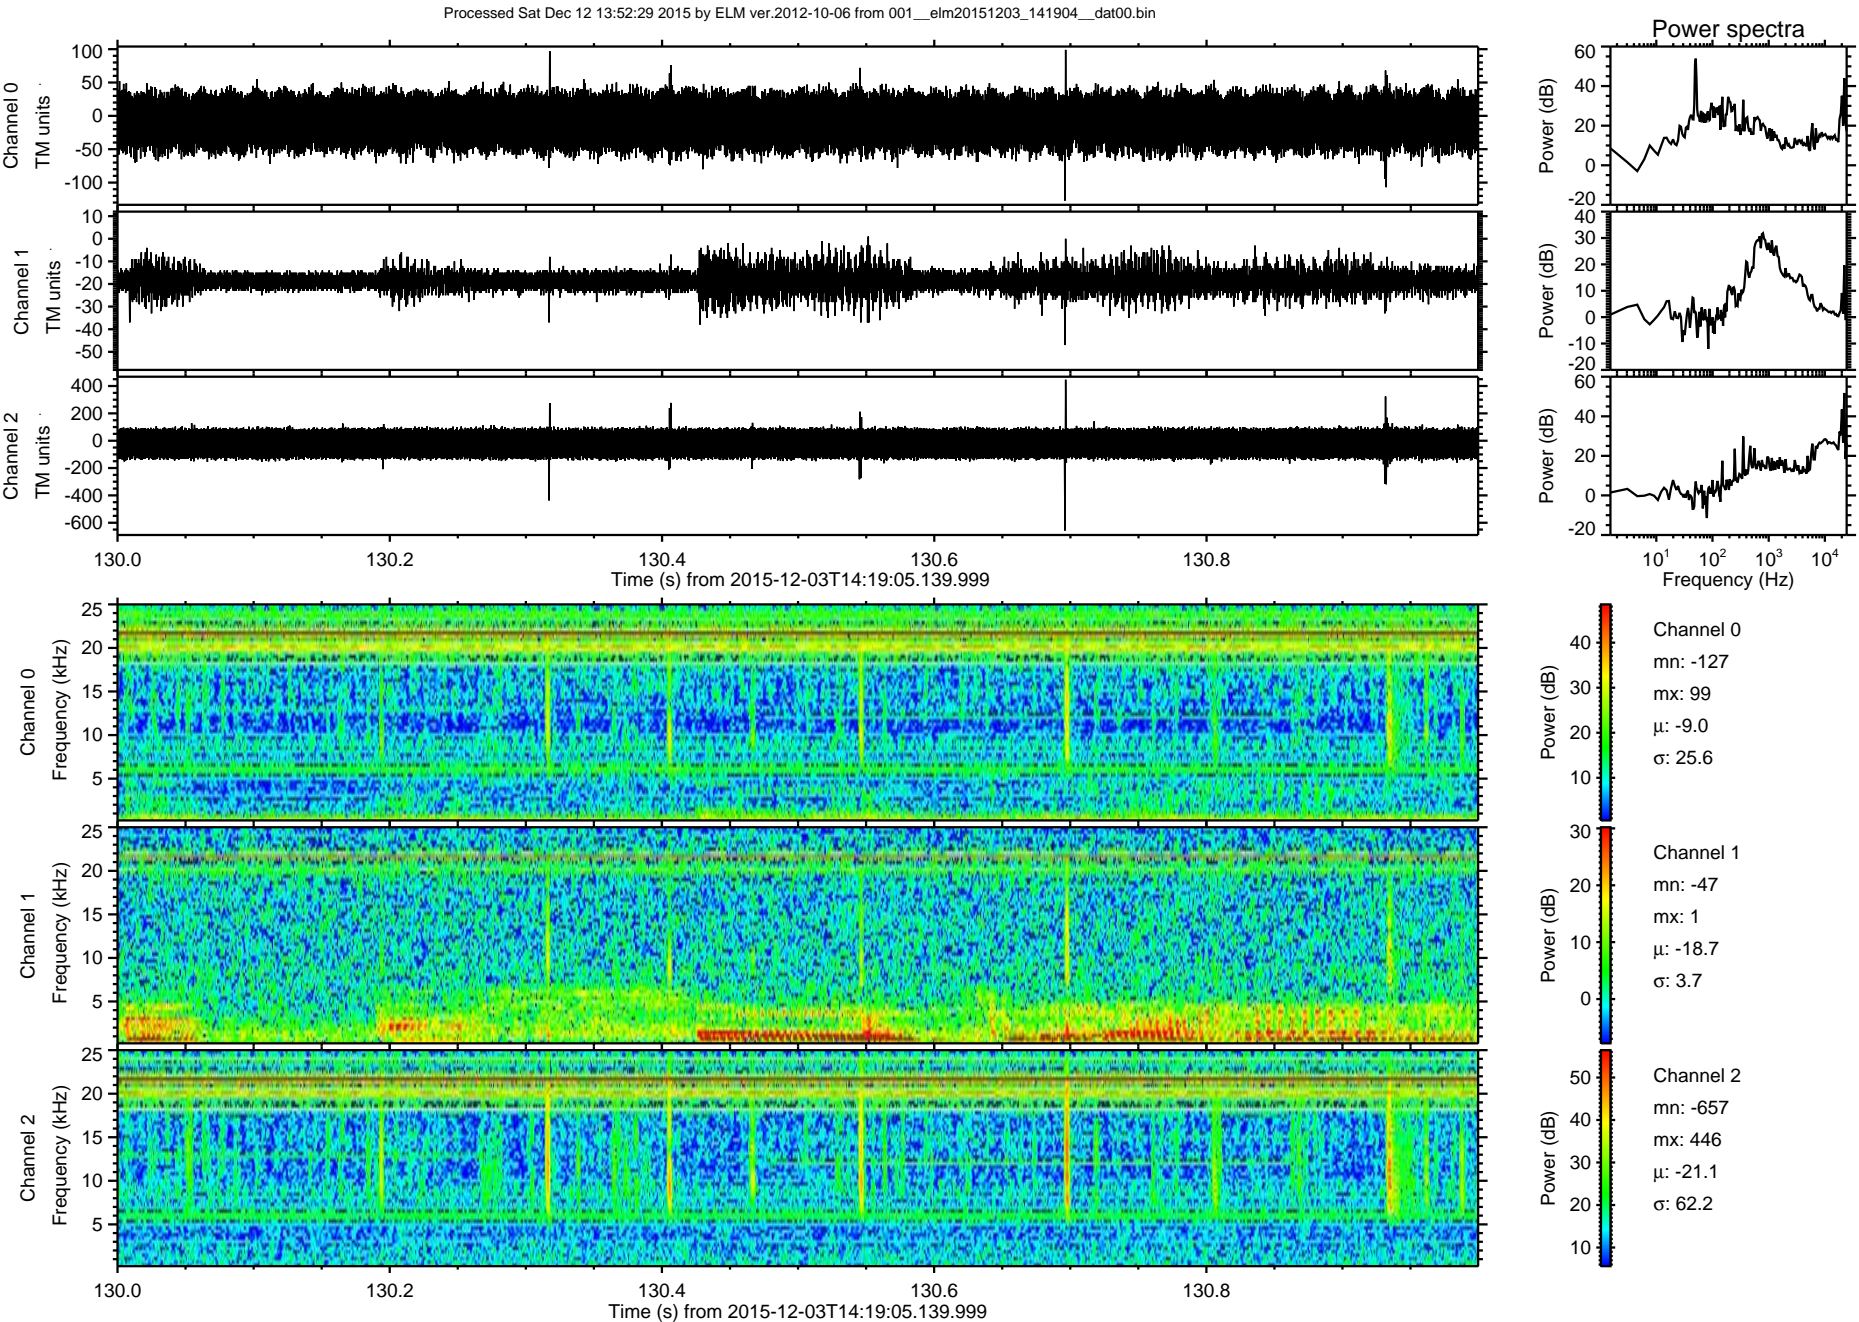 Processed Sat Dec 12 13:52:29 2015 by ELM ver.2012-10-06 from 001__elm20151203_141904__dat00.bin
Power spectra
Channel 0
TM units
100
50
0
-50
-100
Power (dB)
60
40
20
0
-20
Channel 1
TM units
10
0
-10
-20
-30
-40
-50
Power (dB)
40
30
20
10
0
-10
-20
Channel 2
TM units
400
200
0
-200
-400
-600
Power (dB)
60
40
20
0
-20
130.0 130.2 130.4 130.6 130.8
Time (s) from 2015-12-03T14:19:05.139.999
10¹ 10² 10³ 10⁴
Frequency (Hz)
Channel 0
Frequency (kHz)
25
20
15
10
5
Power (dB)
40
30
20
10
Channel 0
mn: -127
mx: 99
μ: -9.0
σ: 25.6
Channel 1
Frequency (kHz)
25
20
15
10
5
Power (dB)
30
20
10
0
Channel 1
mn: -47
mx: 1
μ: -18.7
σ: 3.7
Channel 2
Frequency (kHz)
25
20
15
10
5
Power (dB)
50
40
30
20
10
Channel 2
mn: -657
mx: 446
μ: -21.1
σ: 62.2
130.0 130.2 130.4 130.6 130.8
Time (s) from 2015-12-03T14:19:05.139.999